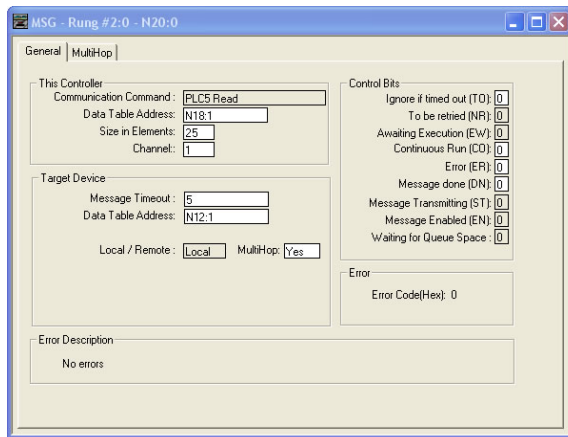 MSG - Rung #2:0 - N20:0
General MultiHop
This Controller
Communication Command : PLC5 Read
Data Table Address: N18:1
Size in Elements: 25
Channel:: 1
Target Device
Message Timeout : 5
Data Table Address: N12:1
Local / Remote : Local MultiHop: Yes
Control Bits
Ignore if timed out (TO): 0
To be retried (NR): 0
Awaiting Execution (EW): 0
Continuous Run (CO): 0
Error (ER): 0
Message done (DN): 0
Message Transmitting (ST): 0
Message Enabled (EN): 0
Waiting for Queue Space : 0
Error
Error Code(Hex): 0
Error Description
No errors